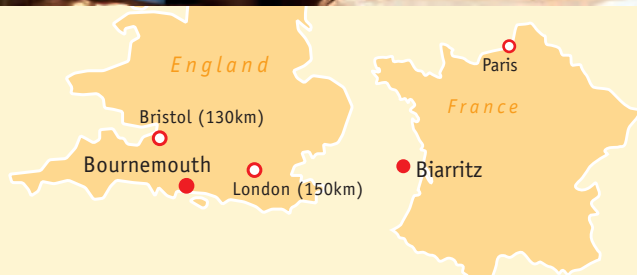 England
Bristol (130km)
Bournemouth
London (150km)
Paris
France
Biarritz